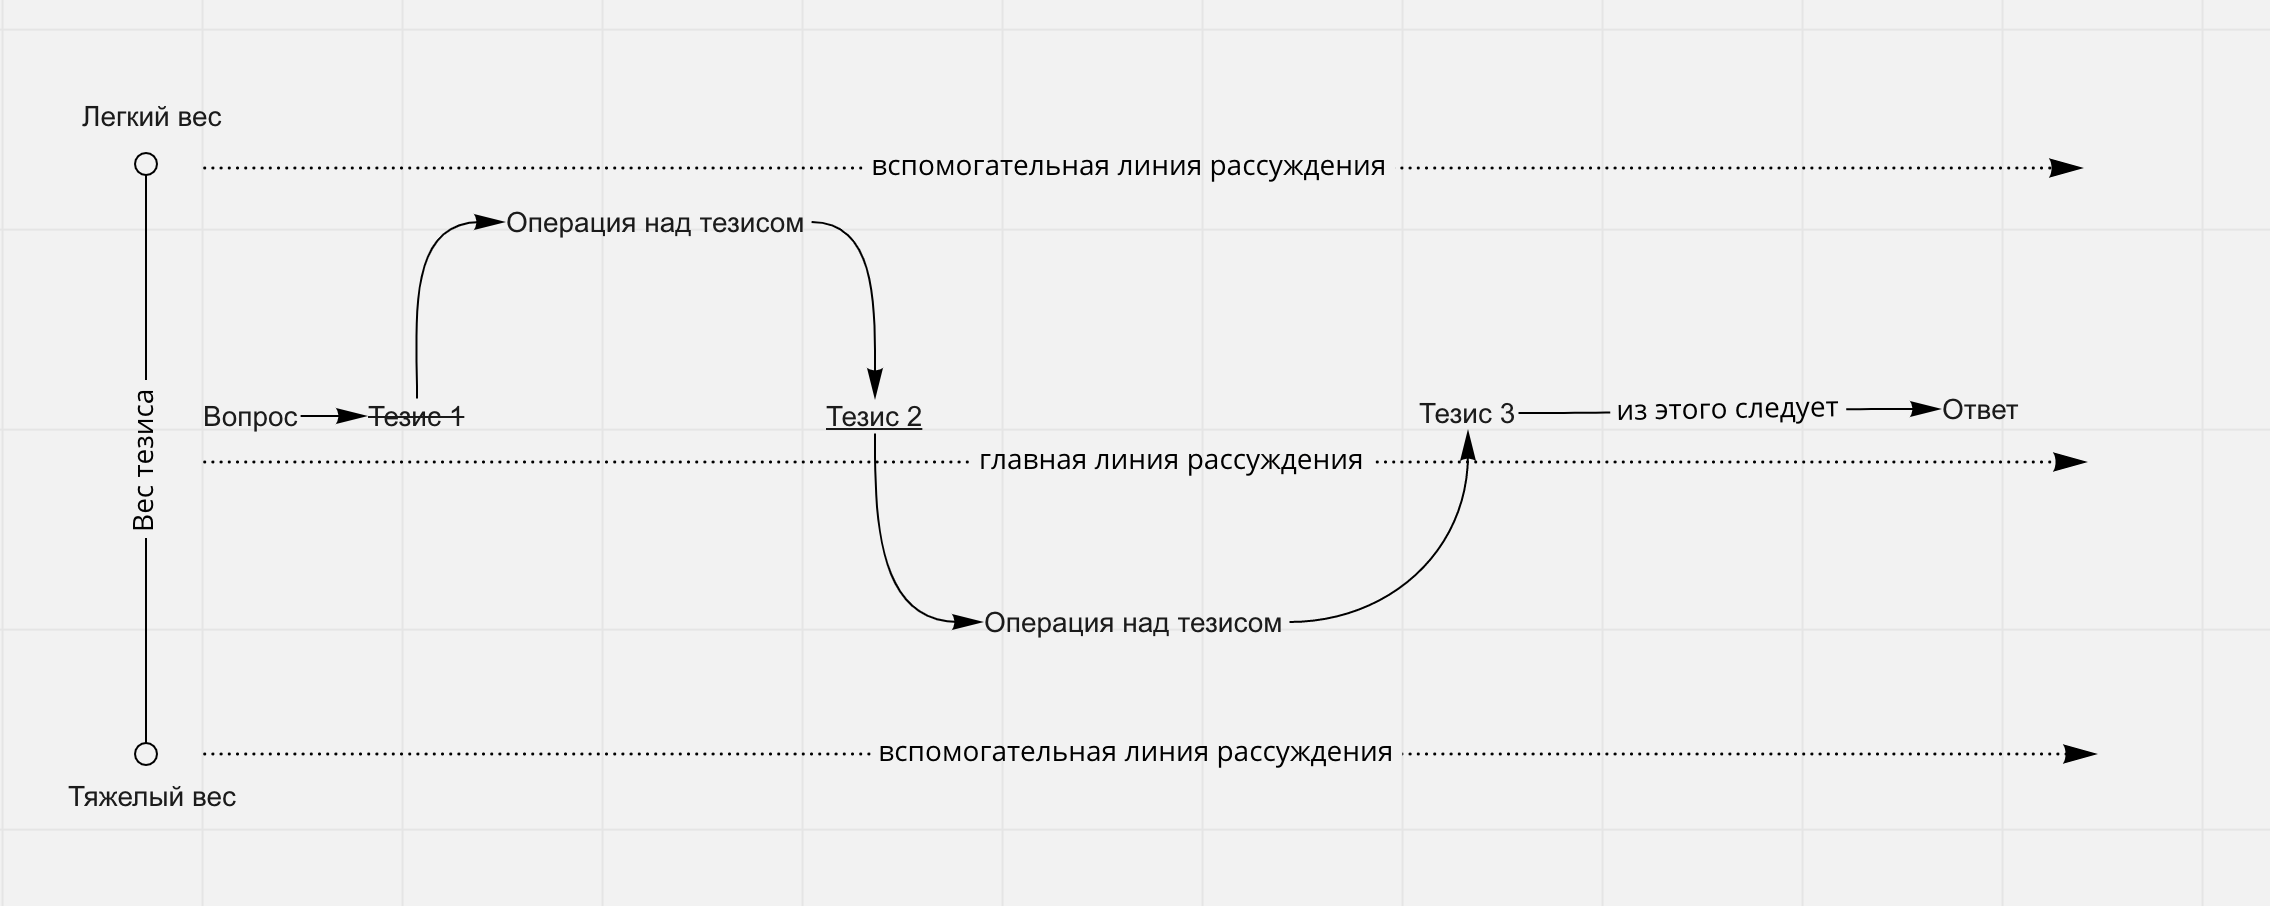 Легкий вес
вспомогательная линия рассуждения
Операция над тезисом
Вес тезиса
Вопрос
Тезис 1
Тезис 2
Тезис 3
из этого следует
Ответ
главная линия рассуждения
Операция над тезисом
вспомогательная линия рассуждения
Тяжелый вес